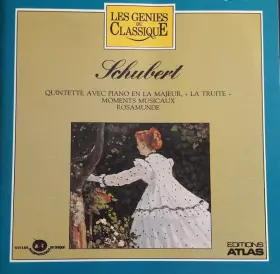 LES GENIES
DU
CLASSIQUE
Schubert
QUINTETTE AVEC PIANO EN LA MAJEUR, « LA TRUITE »
MOMENTS MUSICAUX
ROSAMUNDE
EDITIONS
ATLAS